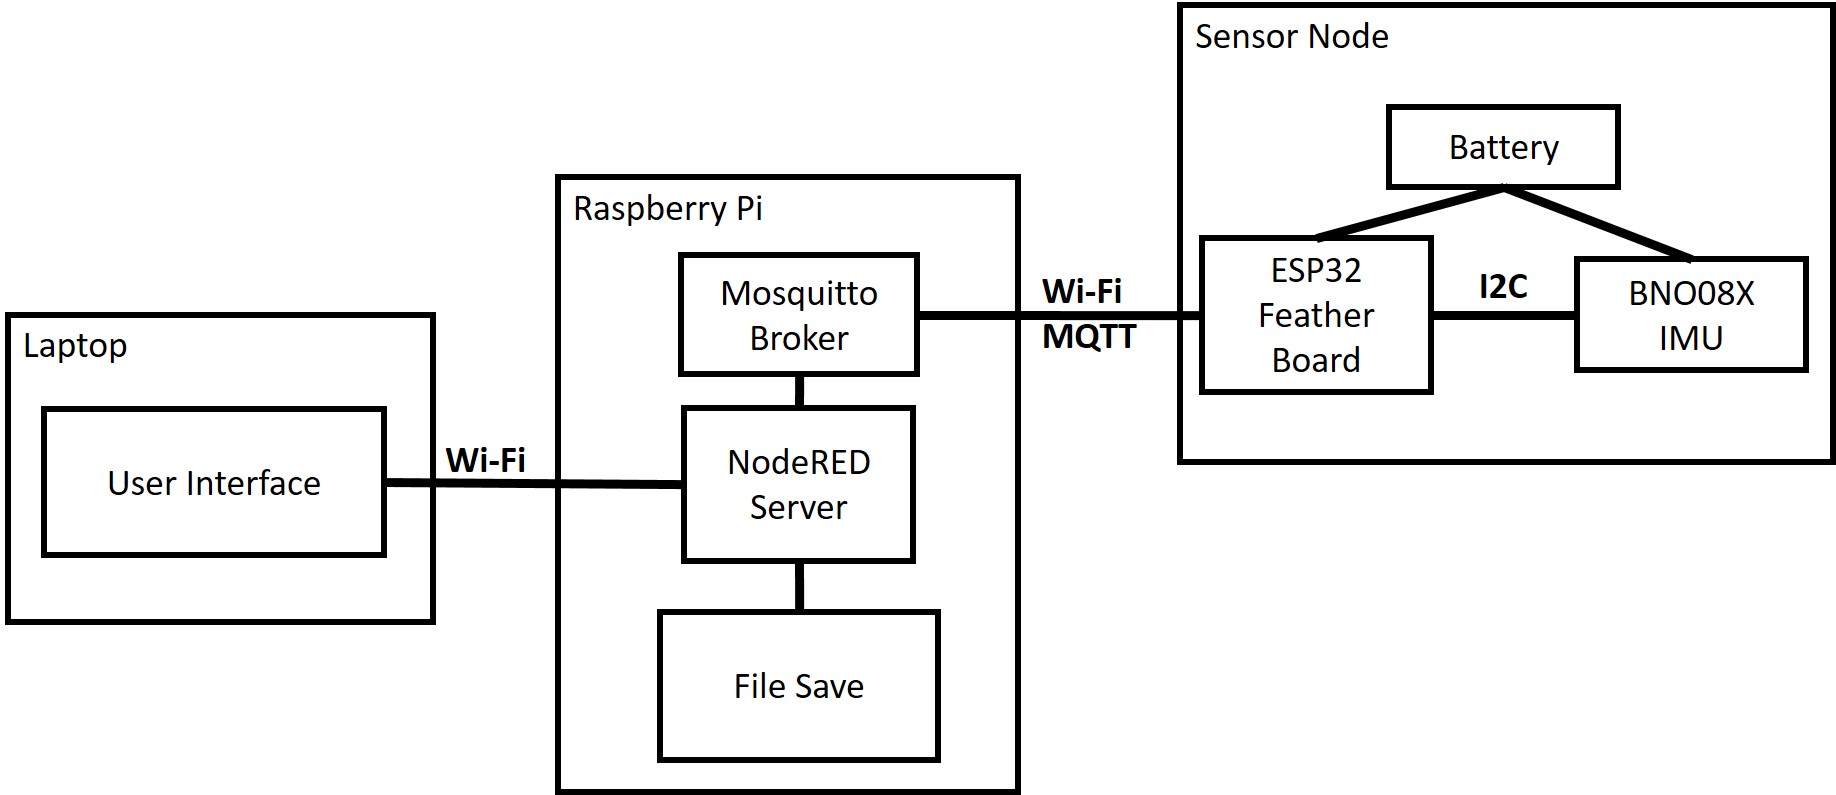 Sensor Node
Battery
Raspberry Pi
ESP32
Feather
Board
I2C
BNO08X
IMU
Mosquitto
Broker
Wi-Fi
MQTT
Laptop
User Interface
Wi-Fi
NodeRED
Server
File Save